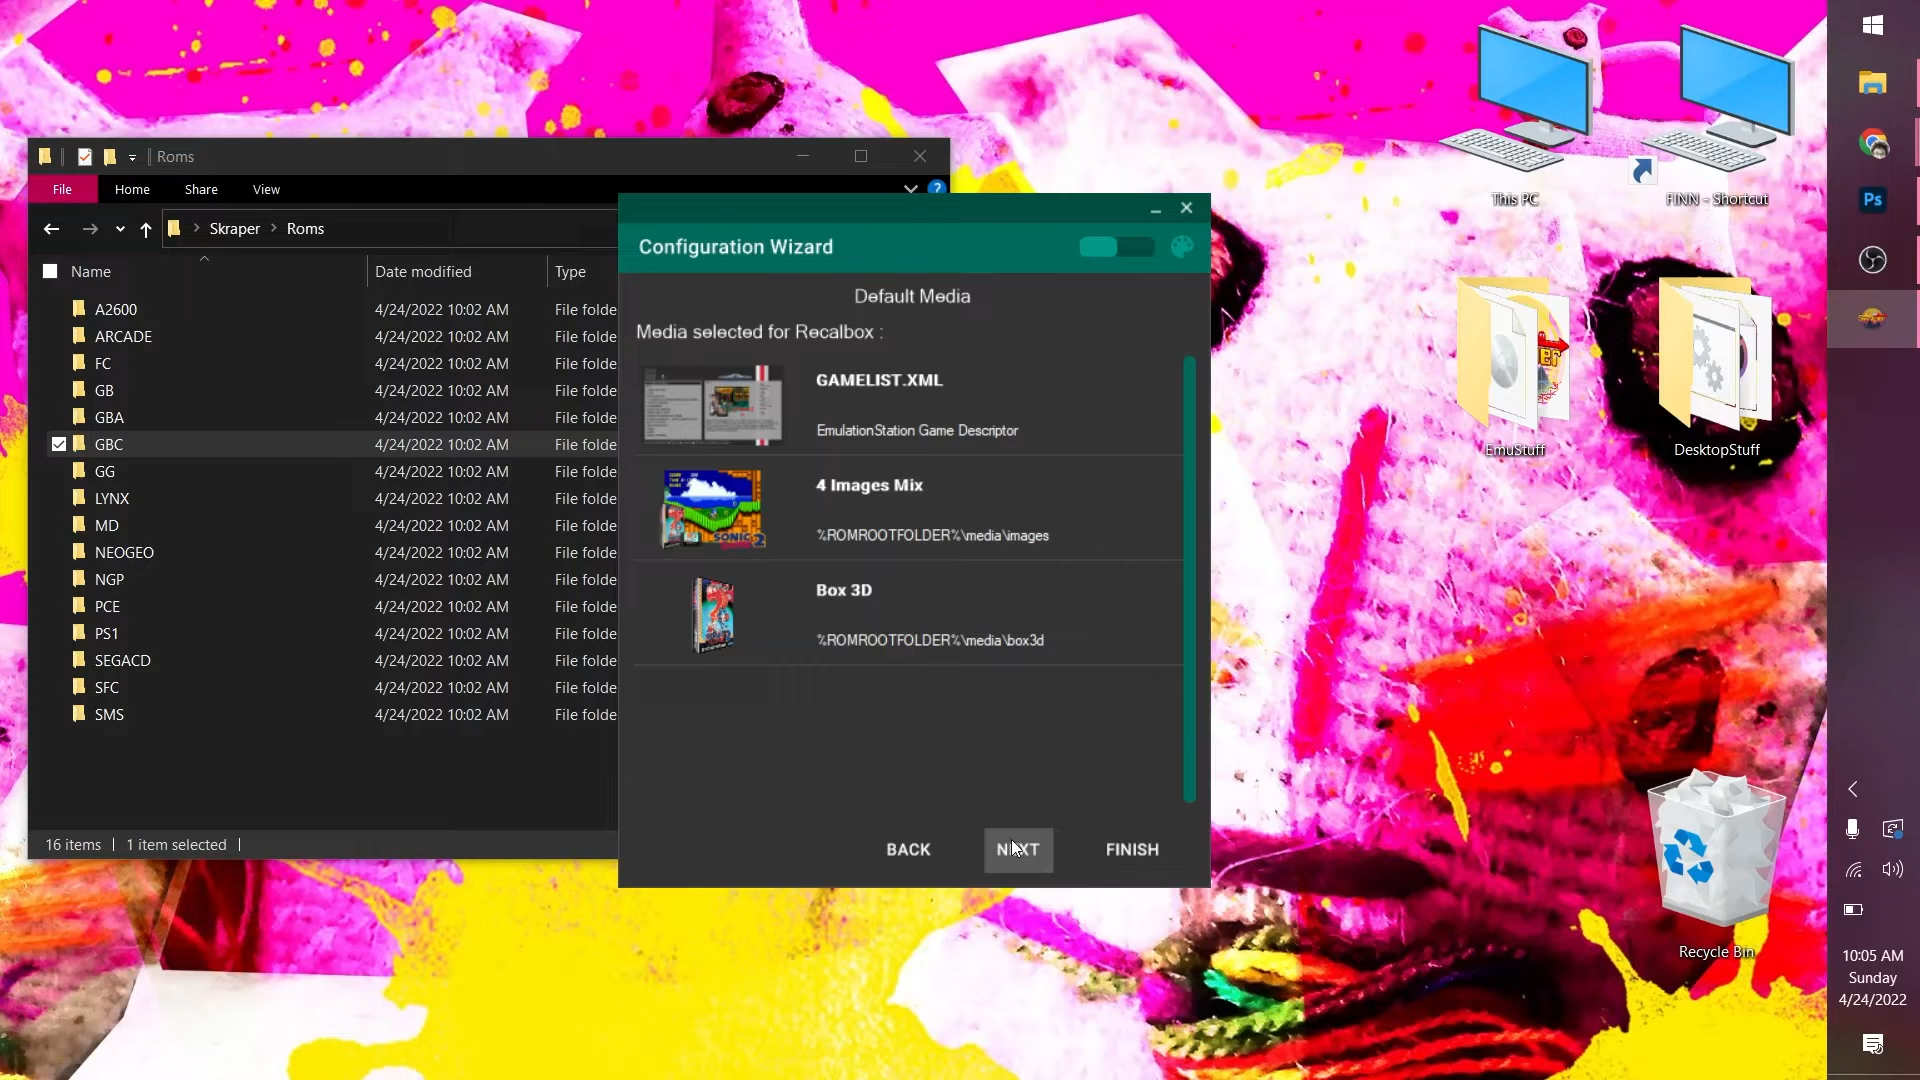 Roms
File
Home
Share
View
?
Skraper
Roms
Name
Date modified
Type
A2600
4/24/2022 10:02 AM
File folde
ARCADE
4/24/2022 10:02 AM
File folde
FC
4/24/2022 10:02 AM
File folde
GB
4/24/2022 10:02 AM
File folde
GBA
4/24/2022 10:02 AM
File folde
GBC
4/24/2022 10:02 AM
File folde
GG
4/24/2022 10:02 AM
File folde
LYNX
4/24/2022 10:02 AM
File folde
MD
4/24/2022 10:02 AM
File folde
NEOGEO
4/24/2022 10:02 AM
File folde
NGP
4/24/2022 10:02 AM
File folde
PCE
4/24/2022 10:02 AM
File folde
PS1
4/24/2022 10:02 AM
File folde
SEGACD
4/24/2022 10:02 AM
File folde
SFC
4/24/2022 10:02 AM
File folde
SMS
4/24/2022 10:02 AM
File folde
16 items
1 item selected
Configuration Wizard
Default Media
Media selected for Recalbox :
GAMELIST.XML
EmulationStation Game Descriptor
4 Images Mix
%ROMROOTFOLDER%\media\images
SONIC
2
Box 3D
%ROMROOTFOLDER%\media\box3d
BACK
NEXT
FINISH
This PC
FINN - Shortcut
EmuStuff
DesktopStuff
Recycle Bin
Ps
10:05 AM
Sunday
4/24/2022